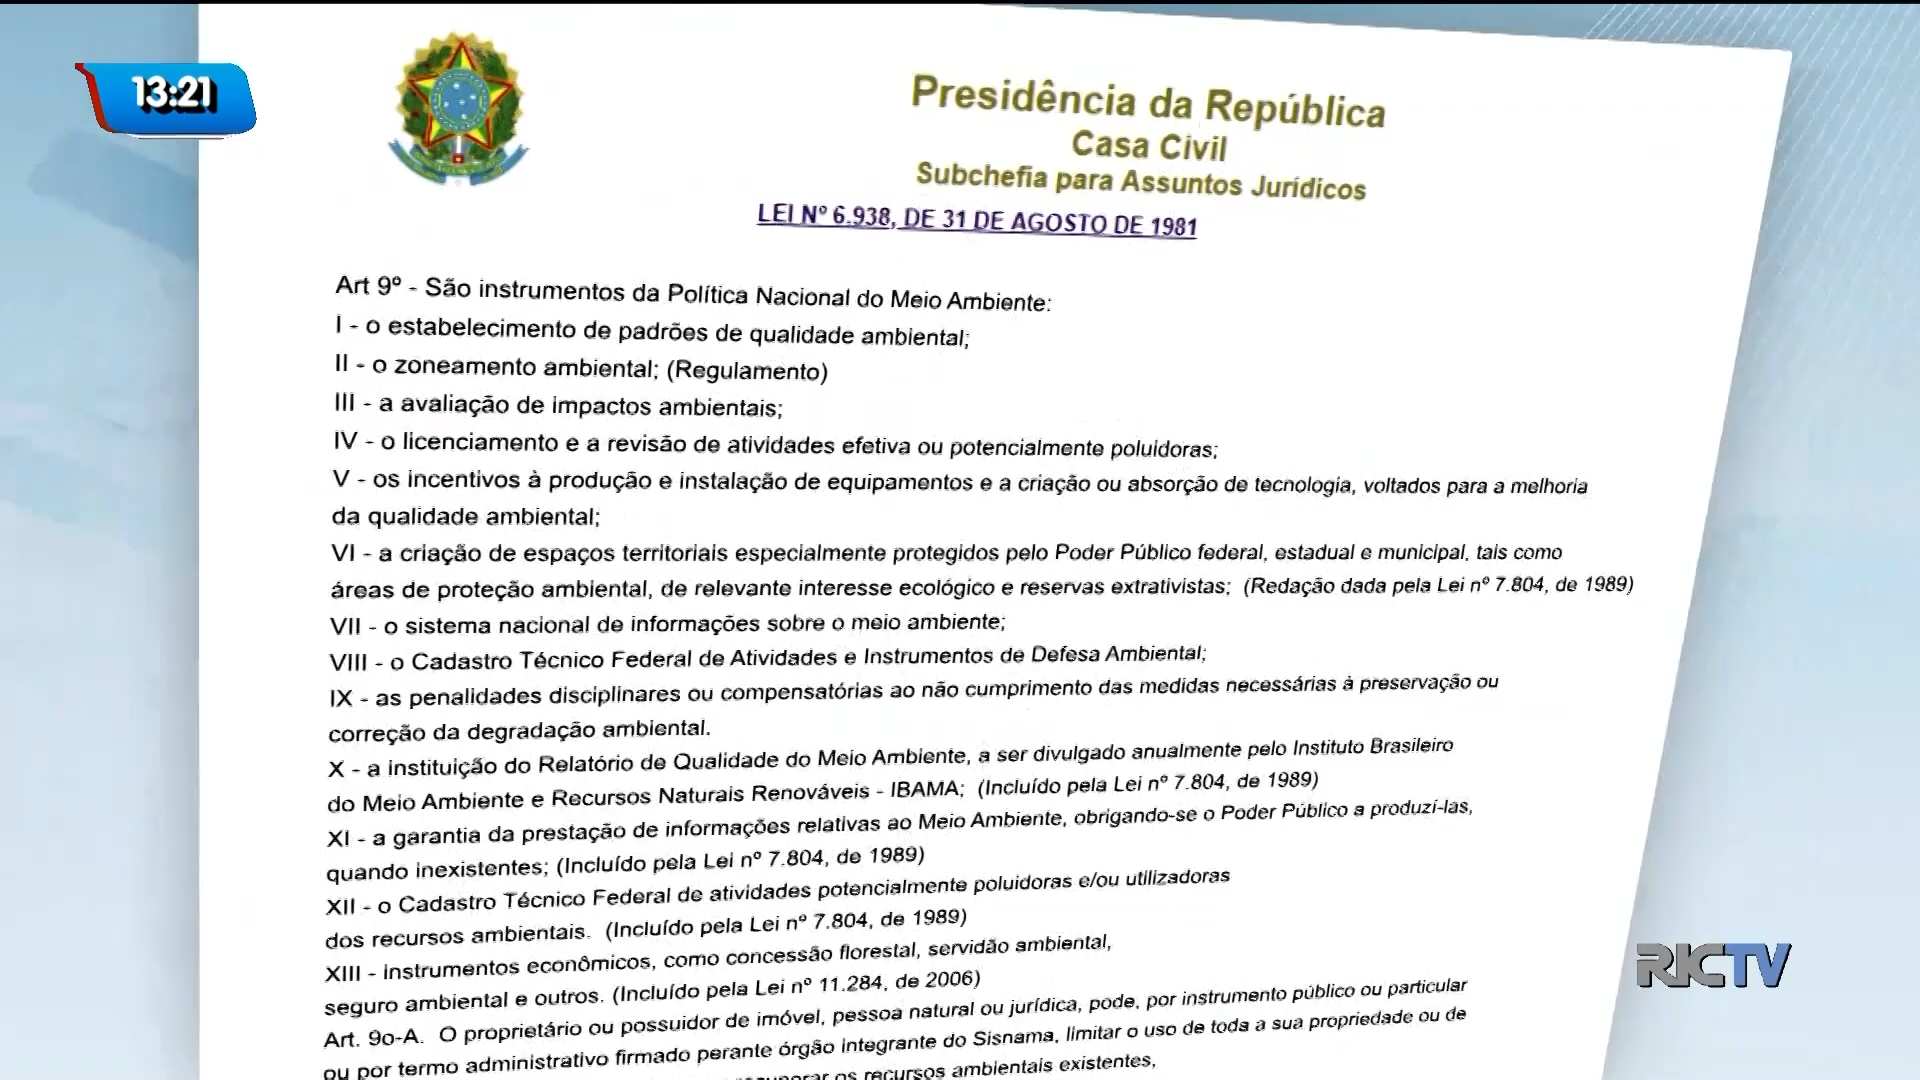 13:21
Presidência da República
Casa Civil
Subchefia para Assuntos Jurídicos
LEI Nº 6.938, DE 31 DE AGOSTO DE 1981
Art 9º - São instrumentos da Política Nacional do Meio Ambiente:
I - o estabelecimento de padrões de qualidade ambiental;
II - o zoneamento ambiental; (Regulamento)
III - a avaliação de impactos ambientais;
IV - o licenciamento e a revisão de atividades efetiva ou potencialmente poluidoras;
V - os incentivos à produção e instalação de equipamentos e a criação ou absorção de tecnologia, voltados para a melhoria
da qualidade ambiental;
VI - a criação de espaços territoriais especialmente protegidos pelo Poder Público federal, estadual e municipal, tais como
áreas de proteção ambiental, de relevante interesse ecológico e reservas extrativistas; (Redação dada pela Lei nº 7.804, de 1989)
VII - o sistema nacional de informações sobre o meio ambiente;
VIII - o Cadastro Técnico Federal de Atividades e Instrumentos de Defesa Ambiental;
IX - as penalidades disciplinares ou compensatórias ao não cumprimento das medidas necessárias à preservação ou
correção da degradação ambiental.
X - a instituição do Relatório de Qualidade do Meio Ambiente, a ser divulgado anualmente pelo Instituto Brasileiro
do Meio Ambiente e Recursos Naturais Renováveis - IBAMA; (Incluído pela Lei nº 7.804, de 1989)
XI - a garantia da prestação de informações relativas ao Meio Ambiente, obrigando-se o Poder Público a produzí-las,
quando inexistentes; (Incluído pela Lei nº 7.804, de 1989)
XII - o Cadastro Técnico Federal de atividades potencialmente poluidoras e/ou utilizadoras
dos recursos ambientais. (Incluído pela Lei nº 7.804, de 1989)
XIII - instrumentos econômicos, como concessão florestal, servidão ambiental,
seguro ambiental e outros. (Incluído pela Lei nº 11.284, de 2006)
Art. 9o-A. O proprietário ou possuidor de imóvel, pessoa natural ou jurídica, pode, por instrumento público ou particular
ou por termo administrativo firmado perante órgão integrante do Sisnama, limitar o uso de toda a sua propriedade ou de
os recursos ambientais existentes,
RICTV